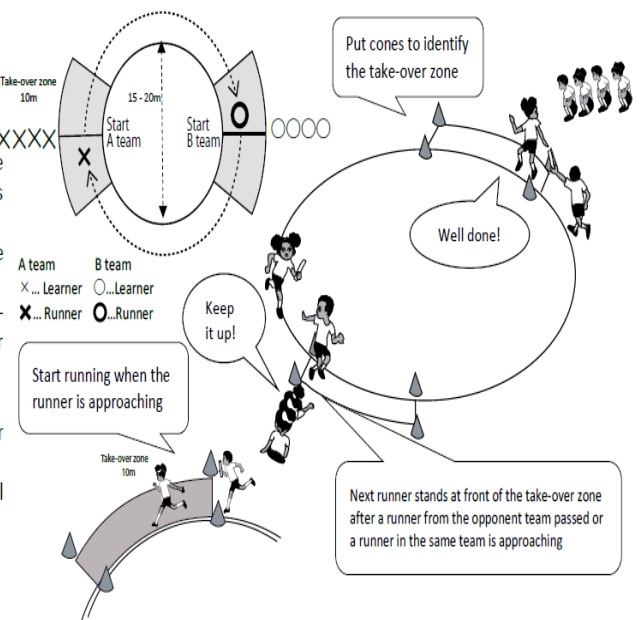 Take-over zone
10m
15 - 20m
Start
A team
Start
B team
XXXX
A team
B team
×... Learner
○...Learner
×... Runner
○...Runner
Put cones to identify
the take-over zone
Well done!
Keep
it up!
Start running when the
runner is approaching
Take-over zone
10m
Next runner stands at front of the take-over zone
after a runner from the opponent team passed or
a runner in the same team is approaching